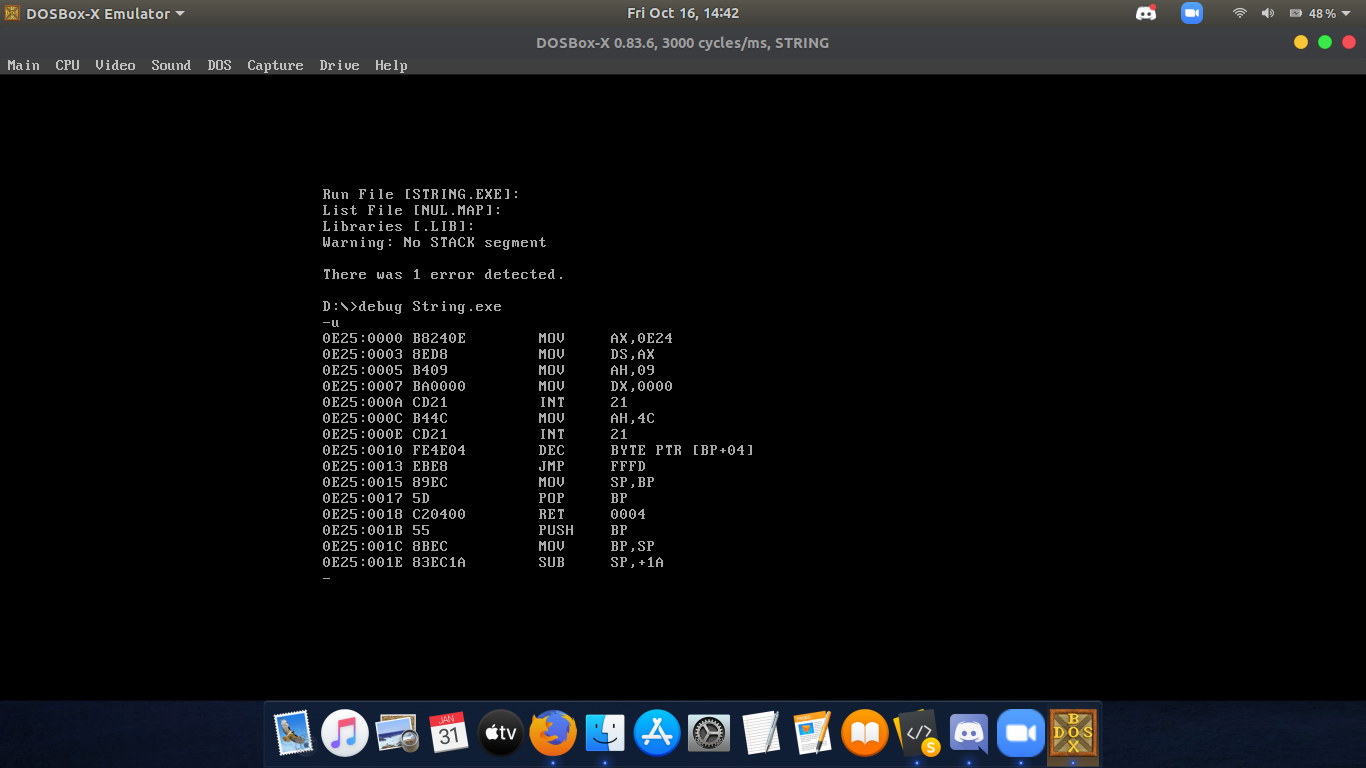 DOSBox-X Emulator Fri Oct 16, 14:42 48%
DOSBox-X 0.83.6, 3000 cycles/ms, STRING
Main CPU Video Sound DOS Capture Drive Help
Run File [STRING.EXE]:
List File [NUL.MAP]:
Libraries [.LIB]:
Warning: No STACK segment
There was 1 error detected.
D:\>debug String.exe
-u
0E25:0000 B8240E MOV AX,0E24
0E25:0003 8ED8 MOV DS,AX
0E25:0005 B409 MOV AH,09
0E25:0007 BA0000 MOV DX,0000
0E25:000A CD21 INT 21
0E25:000C B44C MOV AH,4C
0E25:000E CD21 INT 21
0E25:0010 FE4E04 DEC BYTE PTR [BP+04]
0E25:0013 EBE8 JMP FFFD
0E25:0015 89EC MOV SP,BP
0E25:0017 5D POP BP
0E25:0018 C20400 RET 0004
0E25:001B 55 PUSH BP
0E25:001C 8BEC MOV BP,SP
0E25:001E 83EC1A SUB SP,+1A
-
JAN
31
tv
</>
S
BOX
DOS